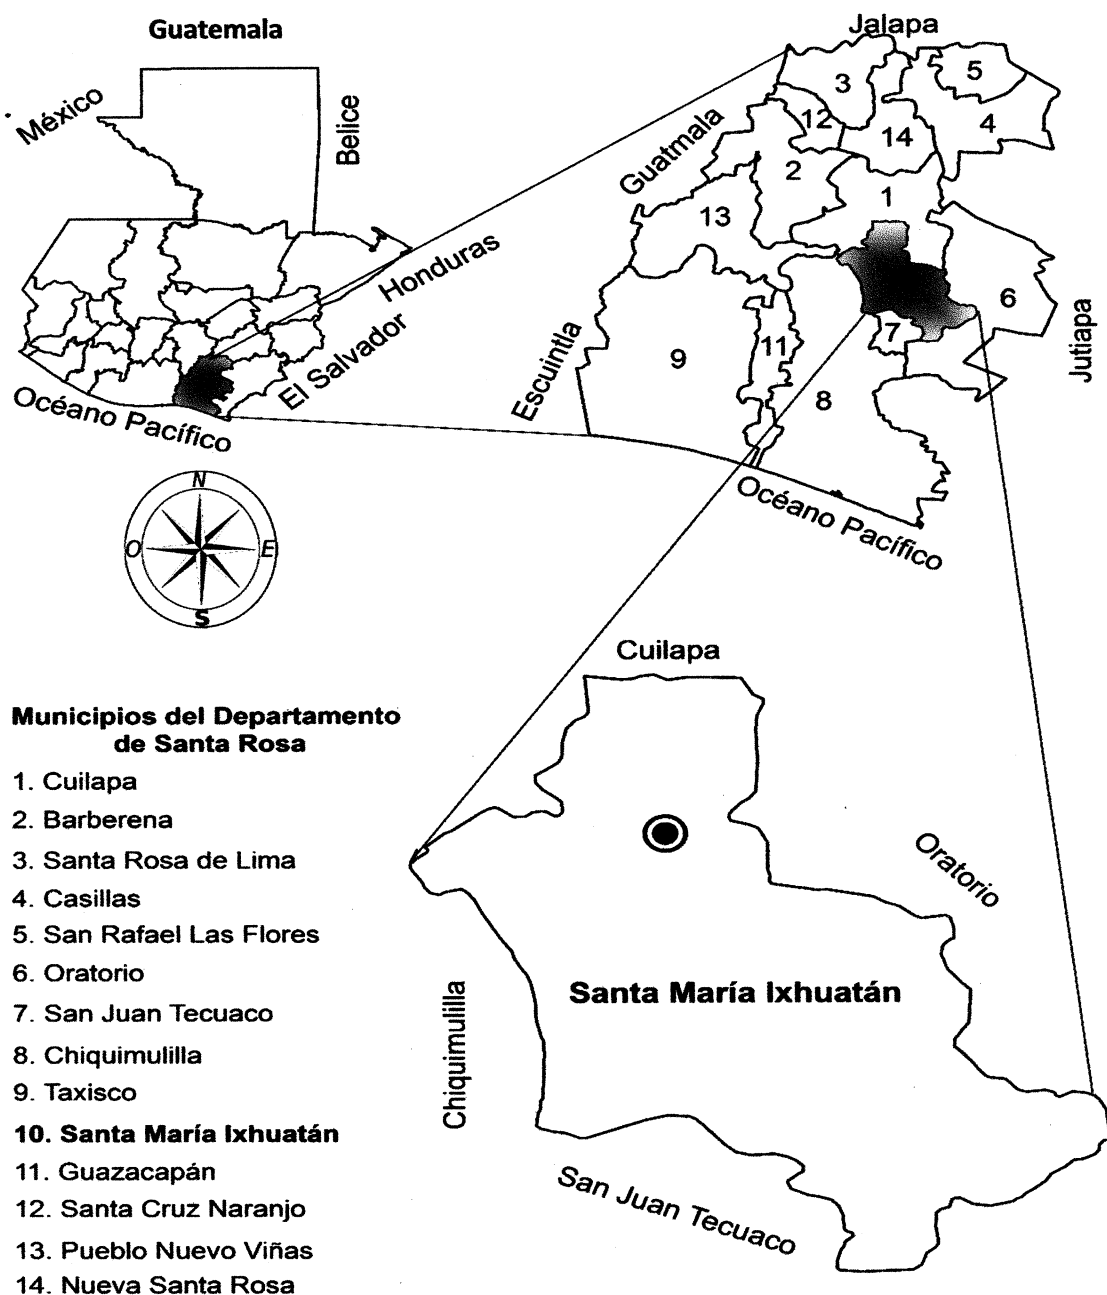 Guatemala
México
Belice
Honduras
El Salvador
Océano Pacífico
N
O
E
S
Jalapa
Guatmala
Escuintla
Jutiapa
Océano Pacífico
3
5
12
14
4
2
1
13
6
7
9
11
8
Cuilapa
Oratorio
Santa María Ixhuatán
Chiquimulilla
San Juan Tecuaco
Municipios del Departamento
de Santa Rosa
1. Cuilapa
2. Barberena
3. Santa Rosa de Lima
4. Casillas
5. San Rafael Las Flores
6. Oratorio
7. San Juan Tecuaco
8. Chiquimulilla
9. Taxisco
10. Santa María Ixhuatán
11. Guazacapán
12. Santa Cruz Naranjo
13. Pueblo Nuevo Viñas
14. Nueva Santa Rosa